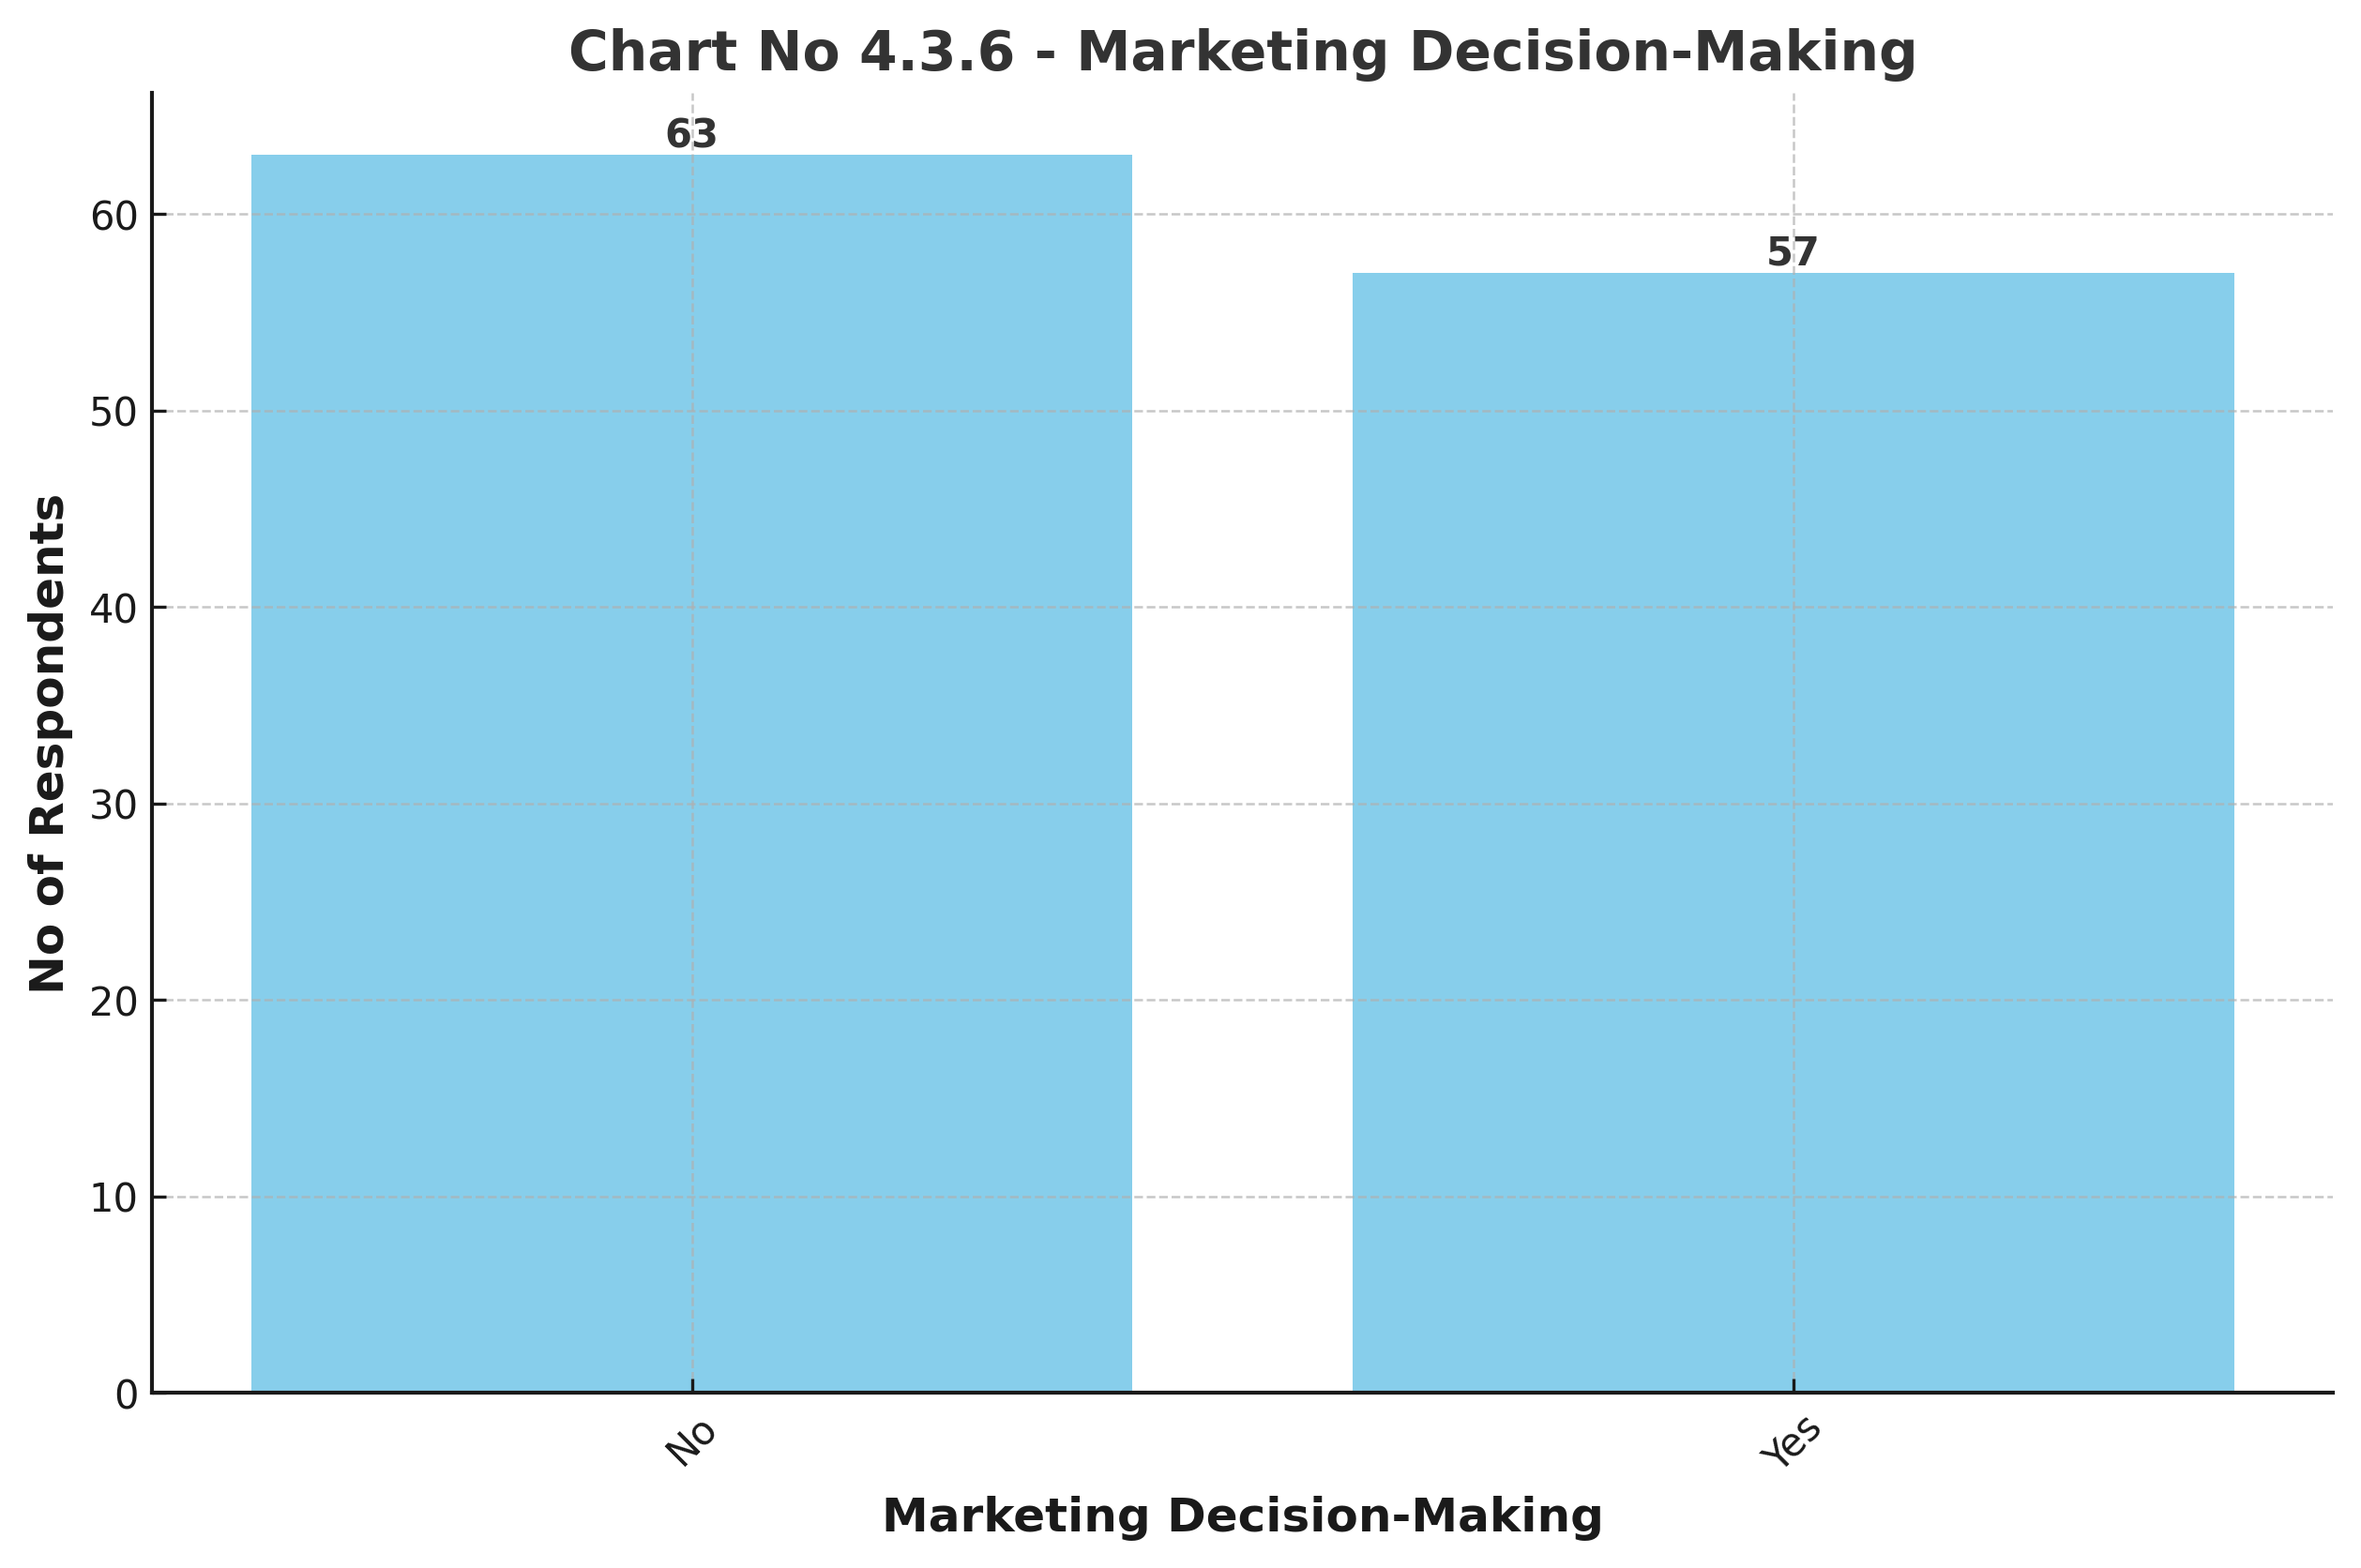 Chart No 4.3.6 - Marketing Decision-Making
63
57
60
50
40
30
20
10
0
No of Respondents
No
Yes
Marketing Decision-Making